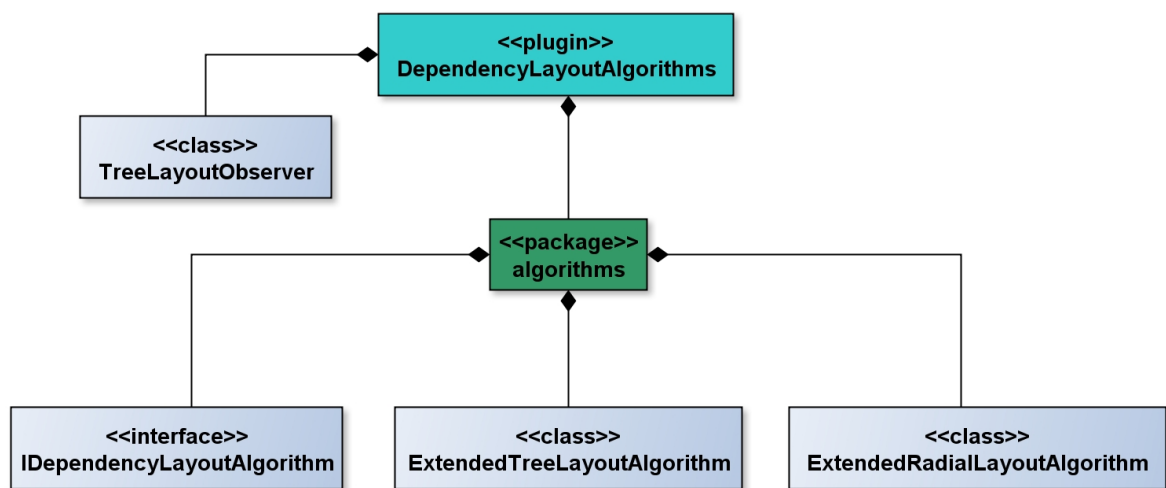 <<plugin>>
DependencyLayoutAlgorithms
<<class>>
TreeLayoutObserver
<<package>>
algorithms
<<interface>>
IDependencyLayoutAlgorithm
<<class>>
ExtendedTreeLayoutAlgorithm
<<class>>
ExtendedRadialLayoutAlgorithm